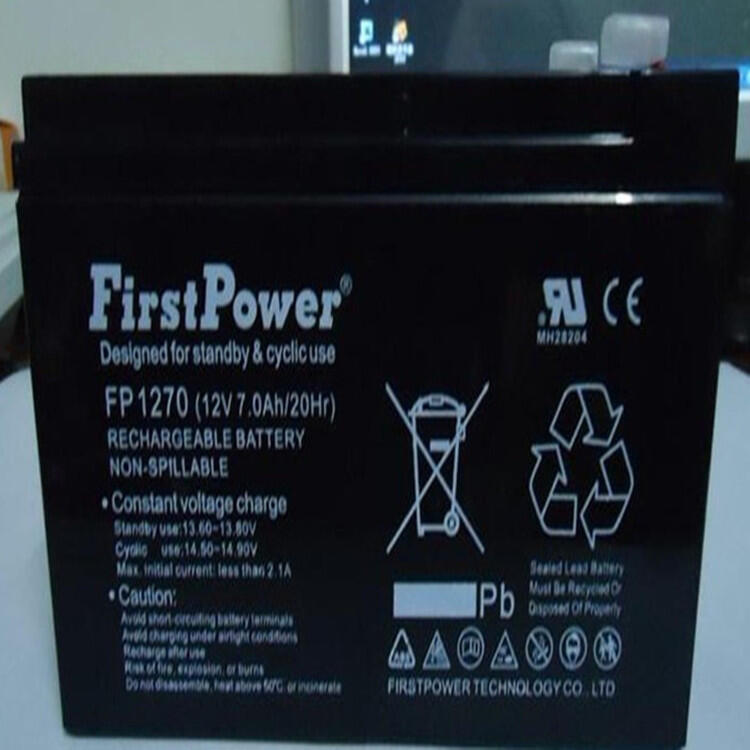 FirstPower®
Designed for standby & cyclic use
FP1270 (12V 7.0Ah/20Hr)
RECHARGEABLE BATTERY
NON-SPILLABLE
• Constant voltage charge
Standby use:13.60-13.80V
Cyclic use:14.50-14.90V
Max. initial current: less than 2.1A
• Caution:
Avoid short-circuiting battery terminals
Avoid charging under airtight conditions
Recharge after use
Risk of fire, explosion, or burns
Do not disassemble, heat above 50°C, or incinerate
RU CE
MH28204
Sealed Lead Battery
Must Be Recycled Or
Disposed Of Properly
Pb
FIRSTPOWER TECHNOLOGY CO., LTD